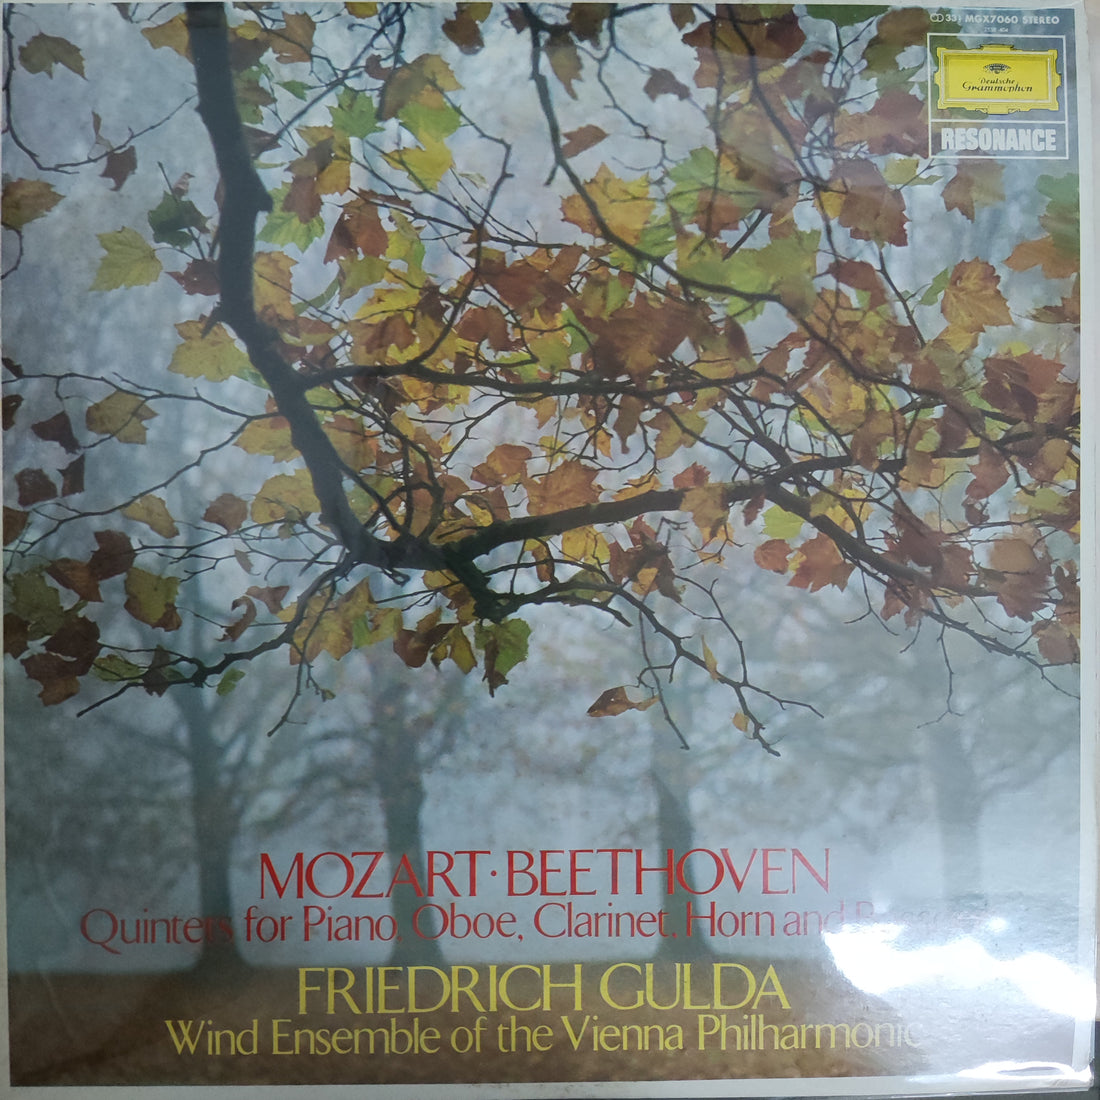 33⅓ MGX7060 STEREO
Deutsche
Grammophon
RESONANCE
MOZART·BEETHOVEN
Quintets for Piano, Oboe, Clarinet, Horn and
FRIEDRICH GULDA
Wind Ensemble of the Vienna Philharmonic